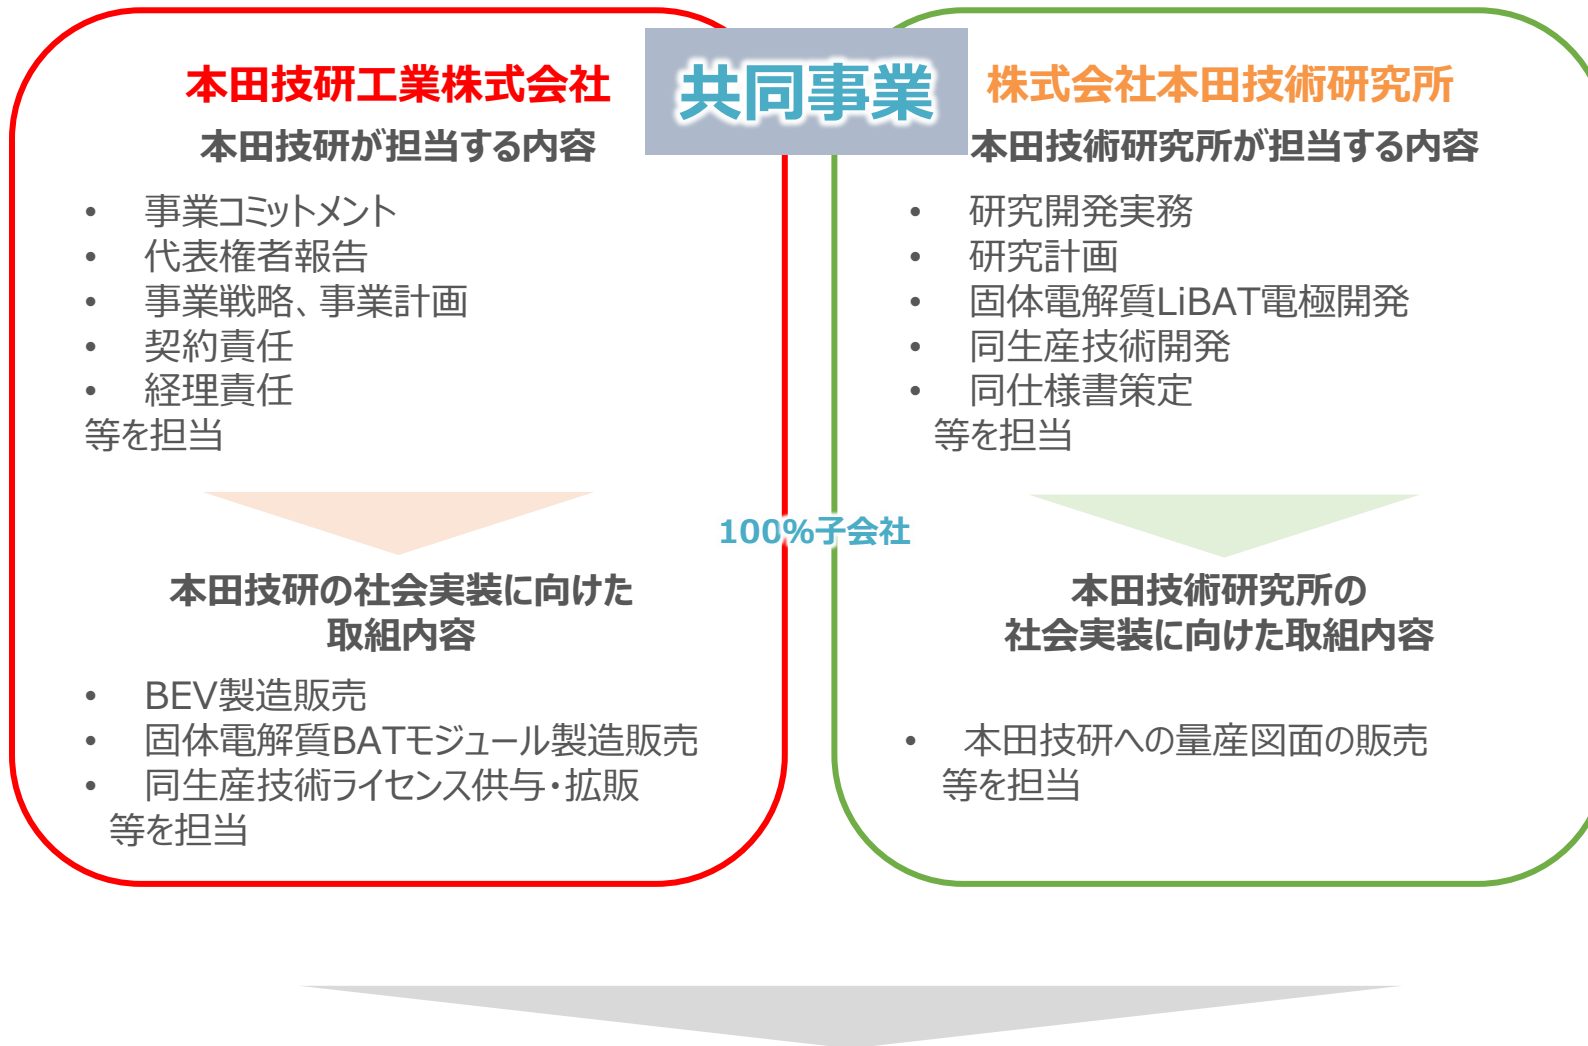 共同事業
本田技研工業株式会社
本田技研が担当する内容
• 事業コミットメント
• 代表権者報告
• 事業戦略、事業計画
• 契約責任
• 経理責任
等を担当
本田技研の社会実装に向けた
取組内容
• BEV製造販売
• 固体電解質BATモジュール製造販売
• 同生産技術ライセンス供与・拡販
等を担当
100%子会社
株式会社本田技術研究所
本田技術研究所が担当する内容
• 研究開発実務
• 研究計画
• 固体電解質LiBAT電極開発
• 同生産技術開発
• 同仕様書策定
等を担当
本田技術研究所の
社会実装に向けた取組内容
• 本田技研への量産図面の販売
等を担当